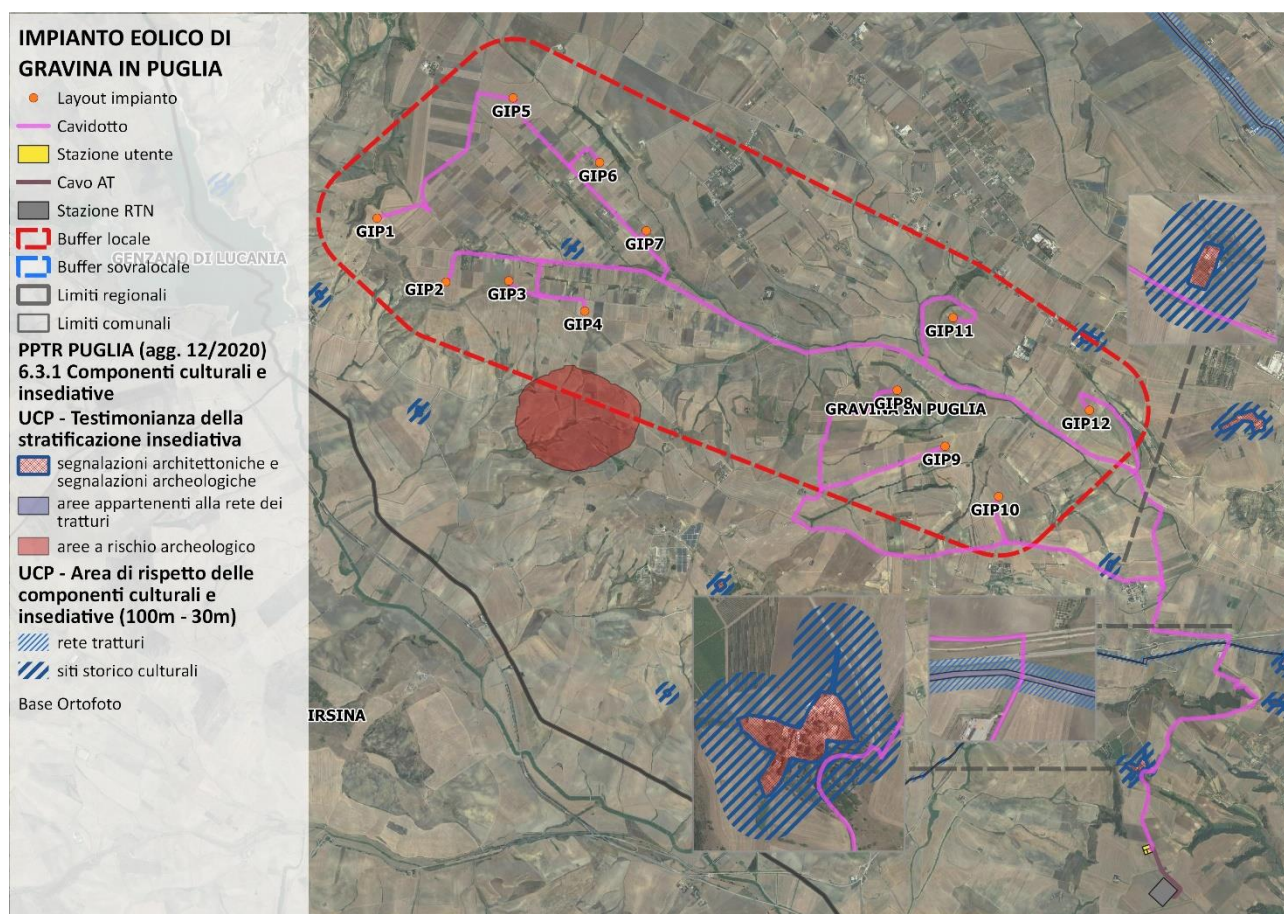 IMPIANTO EOLICO DI
GRAVINA IN PUGLIA
Layout impianto
Cavidotto
Stazione utente
Cavo AT
Stazione RTN
Buffer locale
Buffer sovralocale
Limiti regionali
Limiti comunali
PPTR PUGLIA (agg. 12/2020)
6.3.1 Componenti culturali e
insediative
UCP - Testimonianza della
stratificazione insediativa
segnalazioni architettoniche e
segnalazioni archeologiche
aree appartenenti alla rete dei
tratturi
aree a rischio archeologico
UCP - Area di rispetto delle
componenti culturali e
insediative (100m - 30m)
rete tratturi
siti storico culturali
Base Ortofoto
GENZANO DI LUCANIA
IRSINA
GIP5
GIP6
GIP1
GIP7
GIP2
GIP3
GIP4
GIP11
GIP8
GRAVINA IN PUGLIA
GIP12
GIP9
GIP10